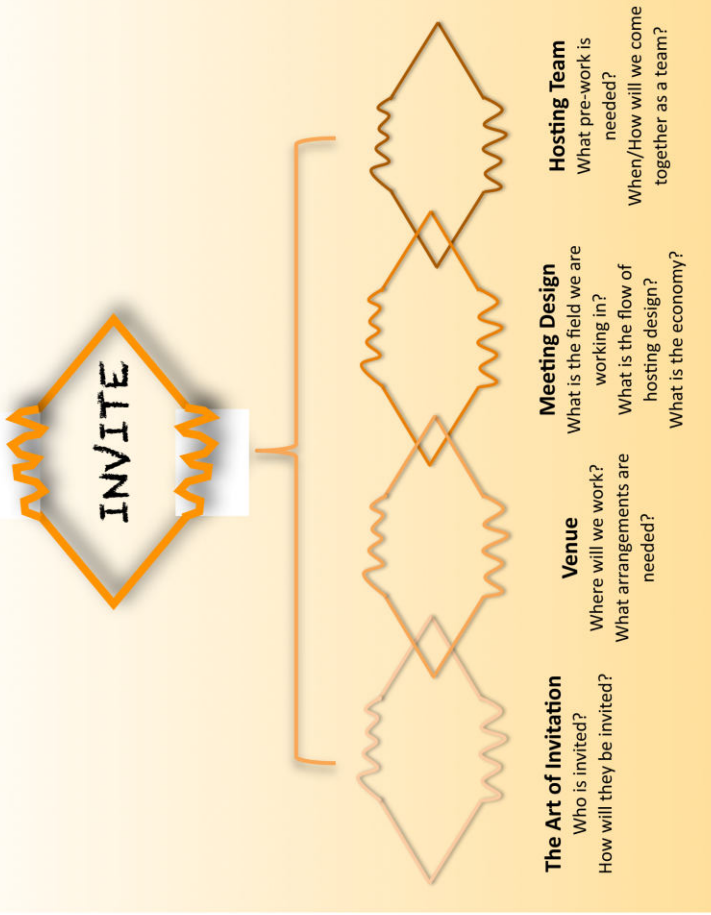 INVITE
The Art of Invitation
Who is invited?
How will they be invited?
Venue
Where will we work?
What arrangements are
needed?
Meeting Design
What is the field we are
working in?
What is the flow of
hosting design?
What is the economy?
Hosting Team
What pre-work is
needed?
When/How will we come
together as a team?